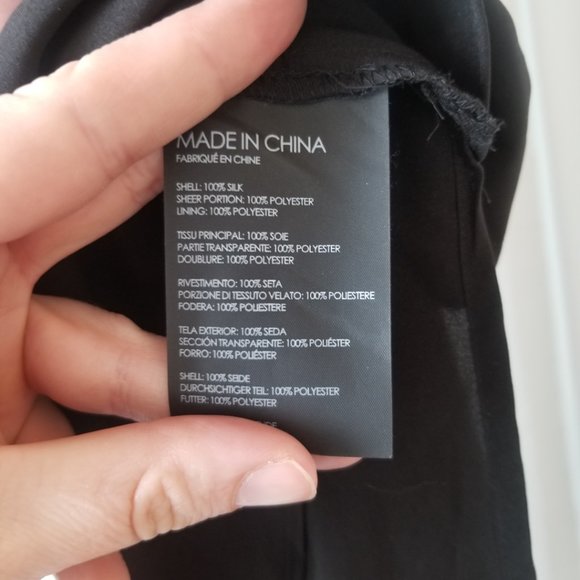 MADE IN CHINA
FABRIQUÉ EN CHINE
SHELL: 100% SILK
SHEER PORTION: 100% POLYESTER
LINING: 100% POLYESTER
TISSU PRINCIPAL: 100% SOIE
PARTIE TRANSPARENTE: 100% POLYESTER
DOUBLURE: 100% POLYESTER
RIVESTIMENTO: 100% SETA
PORZIONE DI TESSUTO VELATO: 100% POLIESTERE
FODERA: 100% POLIESTERE
TELA EXTERIOR: 100% SEDA
SECCIÓN TRANSPARENTE: 100% POLIÉSTER
FORRO: 100% POLIÉSTER
SHELL: 100% SEIDE
DURCHSICHTIGER TEIL: 100% POLYESTER
FUTTER: 100% POLYESTER